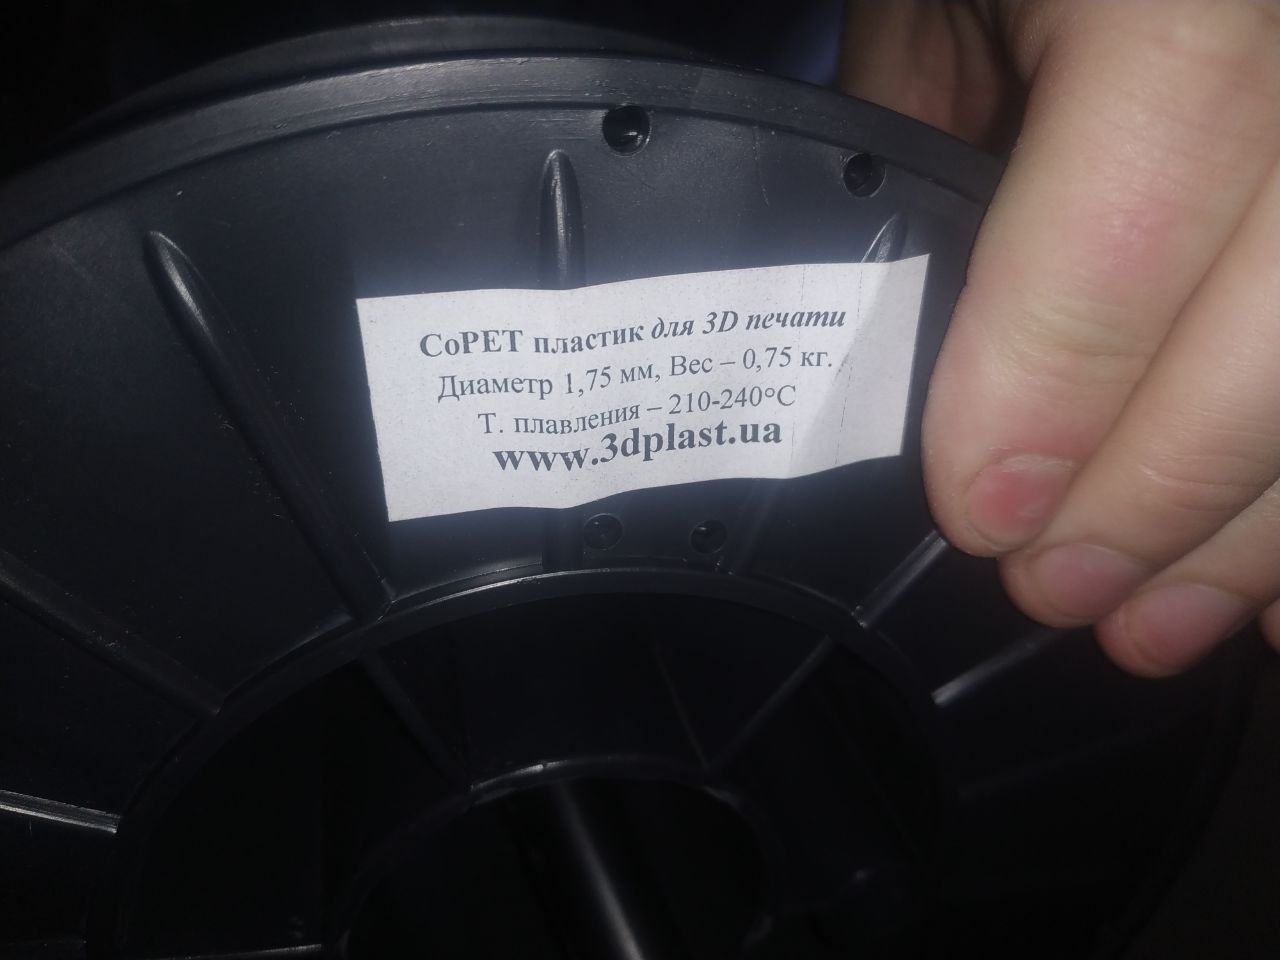 CoPET пластик для 3D печати
Диаметр 1,75 мм, Вес – 0,75 кг.
Т. плавления – 210-240°С
www.3dplast.ua